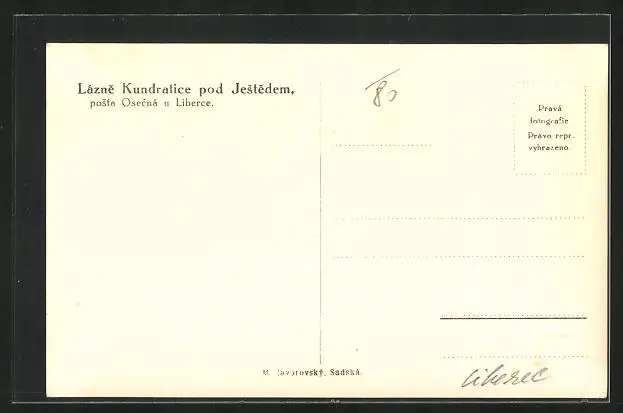 Lázně Kundratice pod Ještědem,
pošta Osečná u Liberce.
80
Pravá
fotografie
Právo repr.
vyhrazeno
M. Javorovský, Sadská.
Liberec